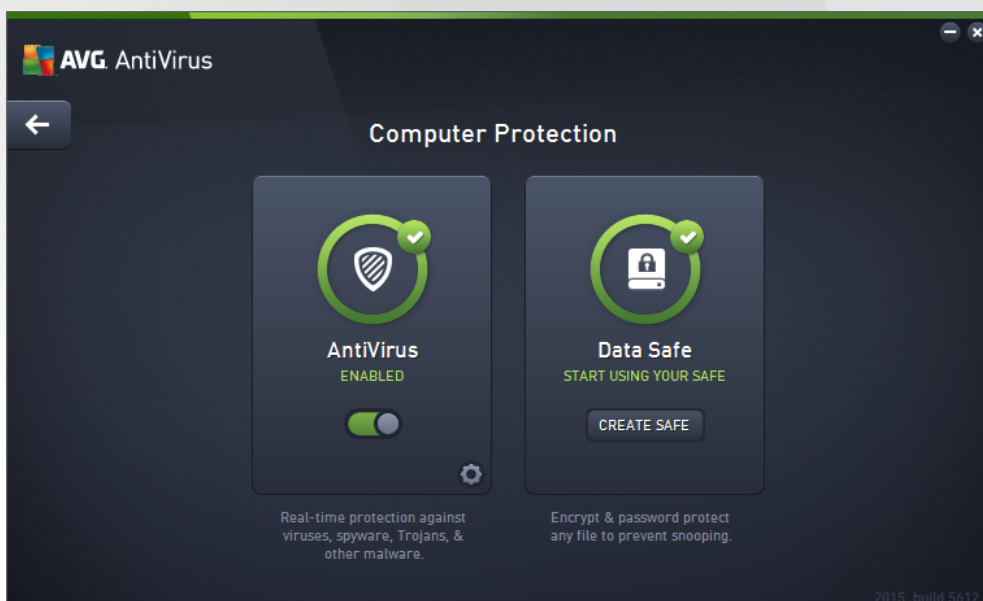 AVG. AntiVirus
Computer Protection
AntiVirus
ENABLED
Real-time protection against
viruses, spyware, Trojans, &
other malware.
Data Safe
START USING YOUR SAFE
CREATE SAFE
Encrypt & password protect
any file to prevent snooping.
2015 build 5612